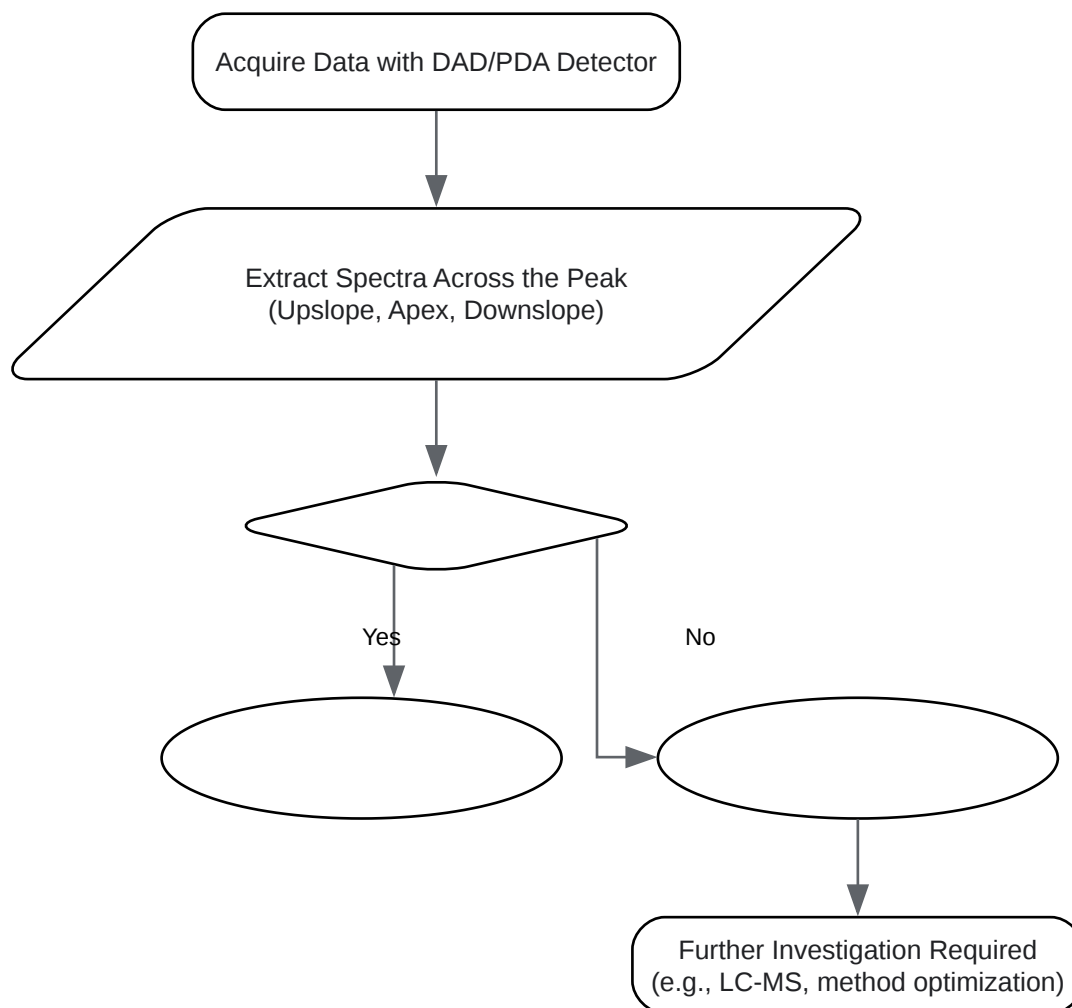 Acquire Data with DAD/PDA Detector
Extract Spectra Across the Peak
(Upslope, Apex, Downslope)
Yes
No
Further Investigation Required
(e.g., LC-MS, method optimization)